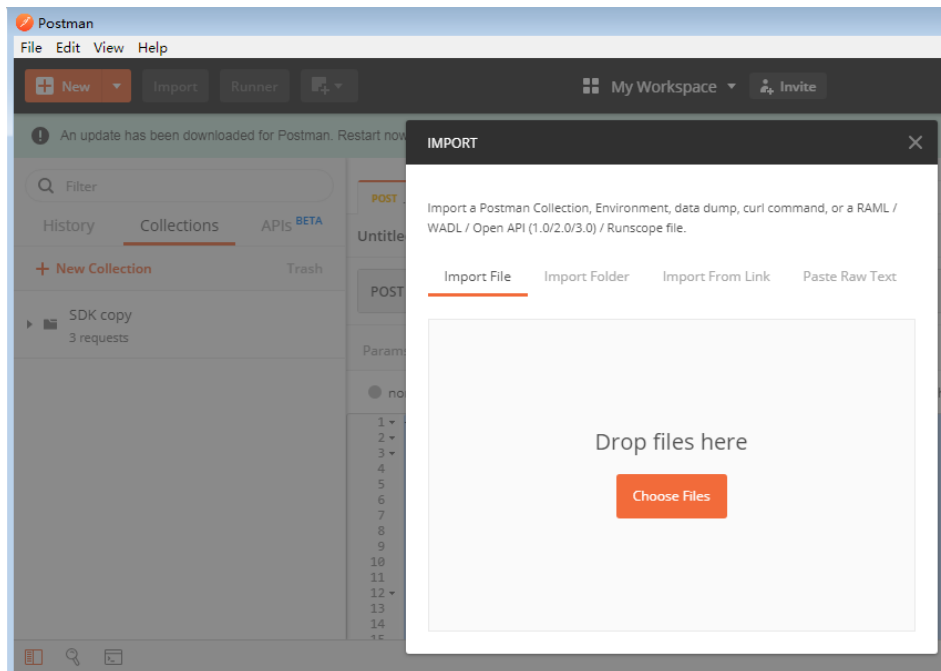 Postman
File Edit View Help
New Import Runner My Workspace Invite
An update has been downloaded for Postman. Restart now
IMPORT
Filter
History Collections APIs BETA
+ New Collection Trash
SDK copy
3 requests
POST
Untitle
POST
Params
Import a Postman Collection, Environment, data dump, curl command, or a RAML /
WADL / Open API (1.0/2.0/3.0) / Runscope file.
Import File Import Folder Import From Link Paste Raw Text
Drop files here
Choose Files
1
2
3
4
5
6
7
8
9
10
11
12
13
14
15